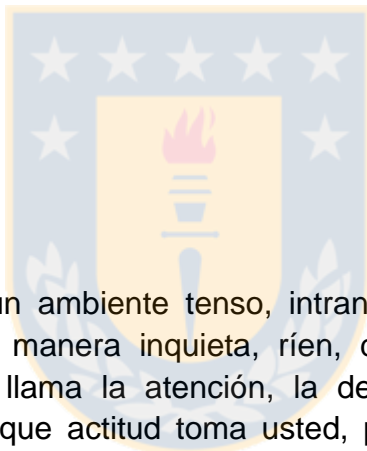 un ambiente tenso, intran
manera inquieta, ríen,
llama la atención, la de
que actitud toma usted,